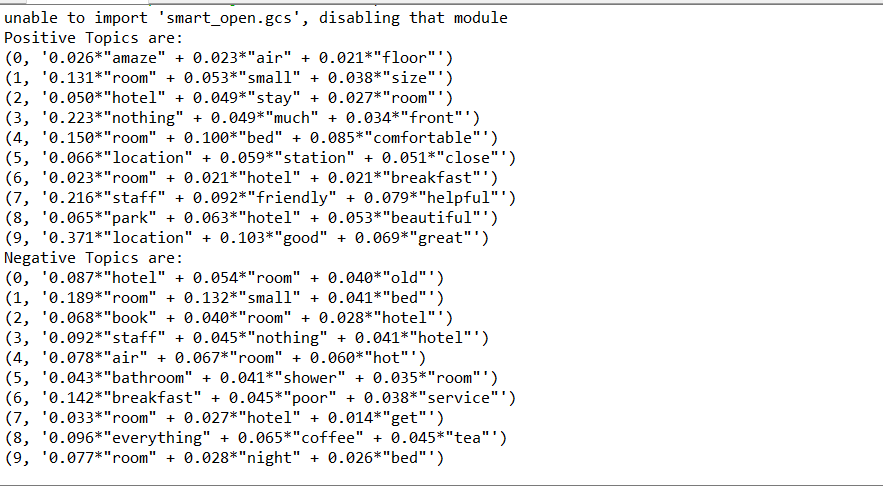 unable to import 'smart_open.gcs', disabling that module
Positive Topics are:
(0, '0.026*"amaze" + 0.023*"air" + 0.021*"floor"')
(1, '0.131*"room" + 0.053*"small" + 0.038*"size"')
(2, '0.050*"hotel" + 0.049*"stay" + 0.027*"room"')
(3, '0.223*"nothing" + 0.049*"much" + 0.034*"front"')
(4, '0.150*"room" + 0.100*"bed" + 0.085*"comfortable"')
(5, '0.066*"location" + 0.059*"station" + 0.051*"close"')
(6, '0.023*"room" + 0.021*"hotel" + 0.021*"breakfast"')
(7, '0.216*"staff" + 0.092*"friendly" + 0.079*"helpful"')
(8, '0.065*"park" + 0.063*"hotel" + 0.053*"beautiful"')
(9, '0.371*"location" + 0.103*"good" + 0.069*"great"')
Negative Topics are:
(0, '0.087*"hotel" + 0.054*"room" + 0.040*"old"')
(1, '0.189*"room" + 0.132*"small" + 0.041*"bed"')
(2, '0.068*"book" + 0.040*"room" + 0.028*"hotel"')
(3, '0.092*"staff" + 0.045*"nothing" + 0.041*"hotel"')
(4, '0.078*"air" + 0.067*"room" + 0.060*"hot"')
(5, '0.043*"bathroom" + 0.041*"shower" + 0.035*"room"')
(6, '0.142*"breakfast" + 0.045*"poor" + 0.038*"service"')
(7, '0.033*"room" + 0.027*"hotel" + 0.014*"get"')
(8, '0.096*"everything" + 0.065*"coffee" + 0.045*"tea"')
(9, '0.077*"room" + 0.028*"night" + 0.026*"bed"')